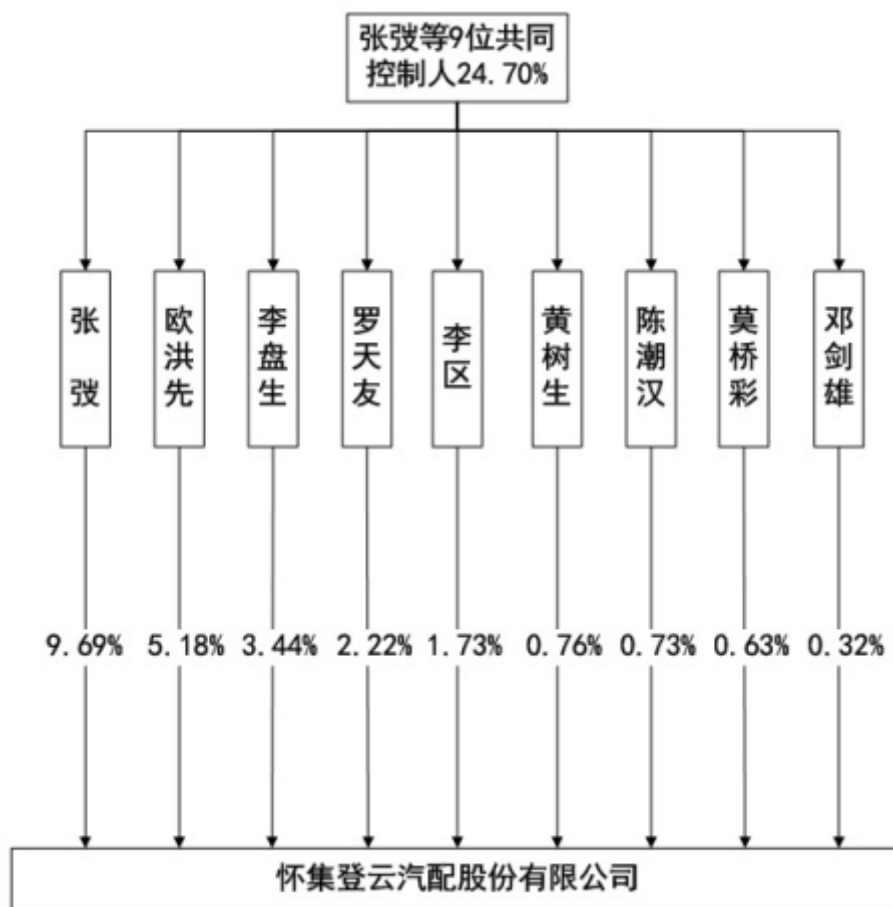 张弢等9位共同
控制人24.70%
张弢
欧洪先
李盘生
罗天友
李区
黄树生
陈潮汉
莫桥彩
邓剑雄
9.69%
5.18%
3.44%
2.22%
1.73%
0.76%
0.73%
0.63%
0.32%
怀集登云汽配股份有限公司